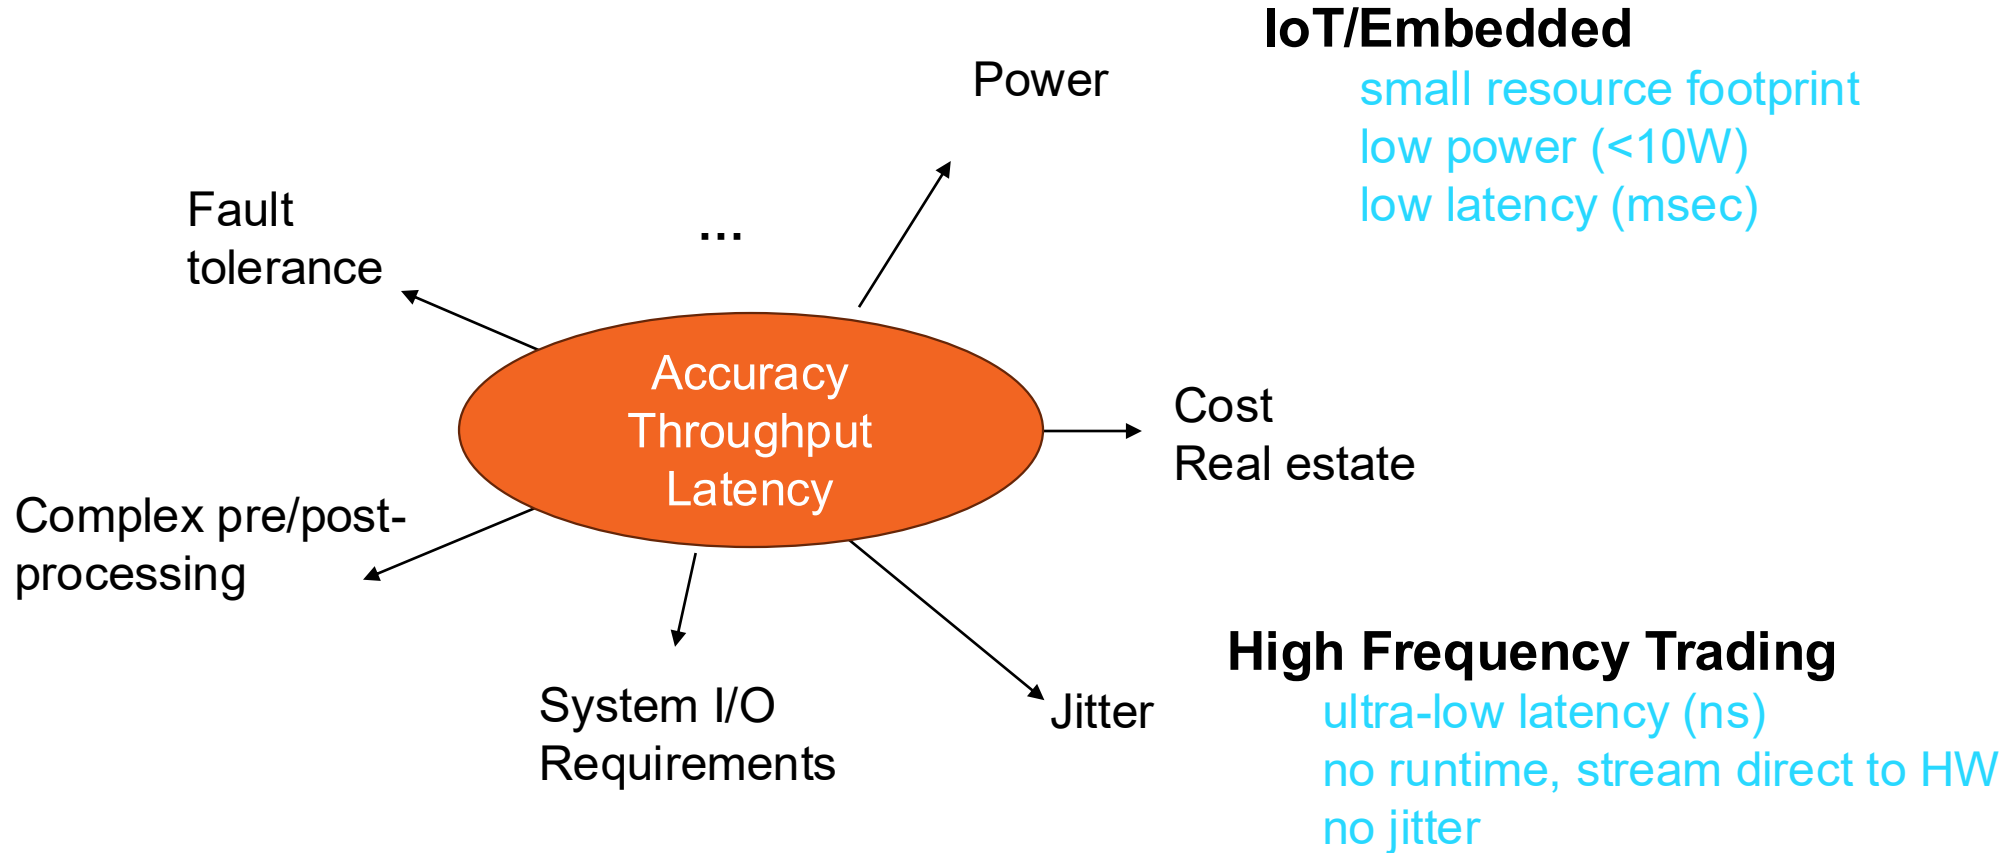 IoT/Embedded
small resource footprint
low power (<10W)
low latency (msec)
Power
Fault
tolerance
...
Accuracy
Throughput
Latency
Cost
Real estate
Complex pre/post-
processing
System I/O
Requirements
Jitter
High Frequency Trading
ultra-low latency (ns)
no runtime, stream direct to HW
no jitter